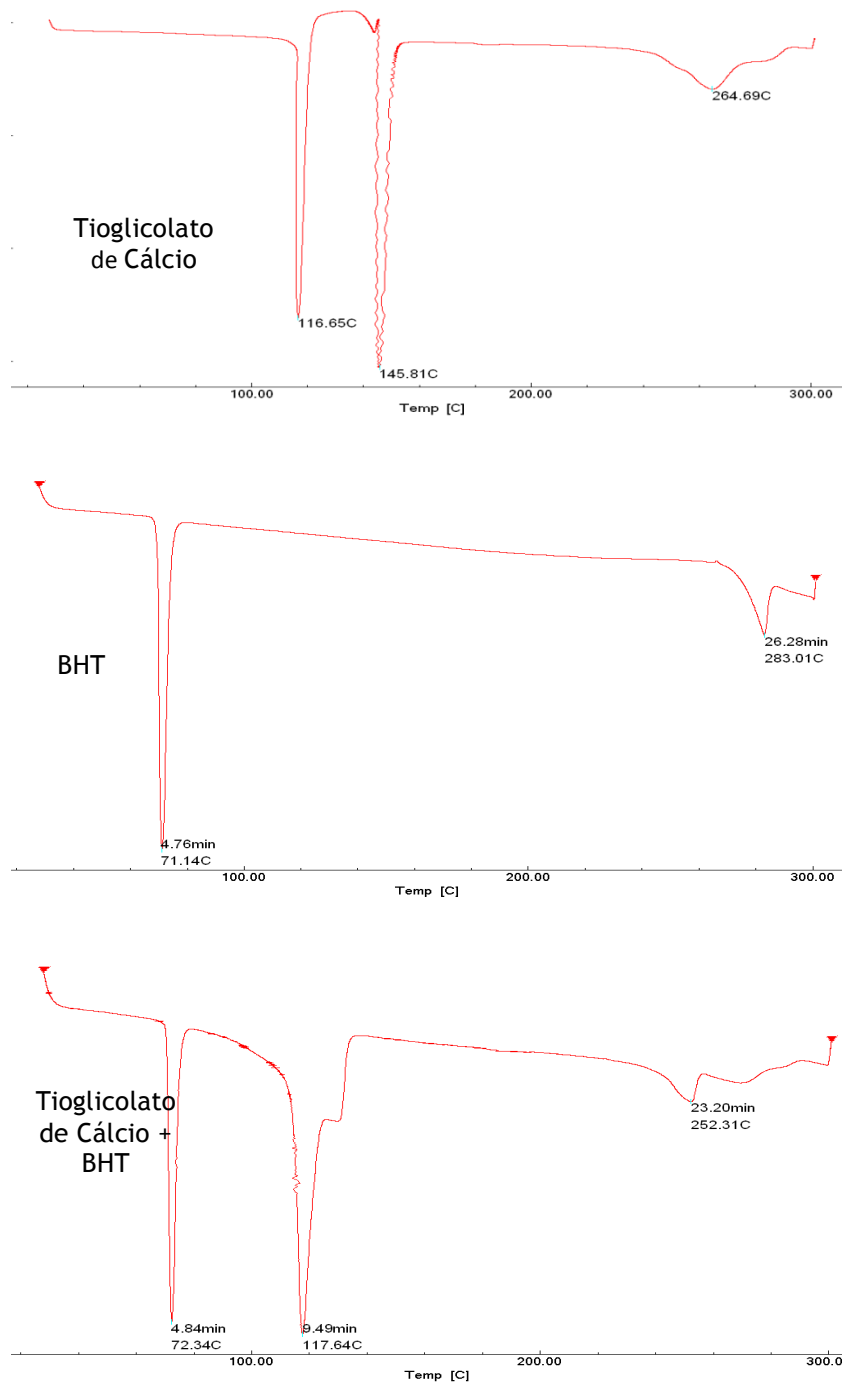 264.69C
Tioglicolato
de Cálcio
116.65C
145.81C
100.00
200.00
300.00
Temp [C]
BHT
26.28min
283.01C
4.76min
71.14C
100.00
200.00
300.00
Temp [C]
Tioglicolato
de Cálcio +
BHT
23.20min
252.31C
4.84min
72.34C
9.49min
117.64C
100.00
200.00
300.0
Temp [C]